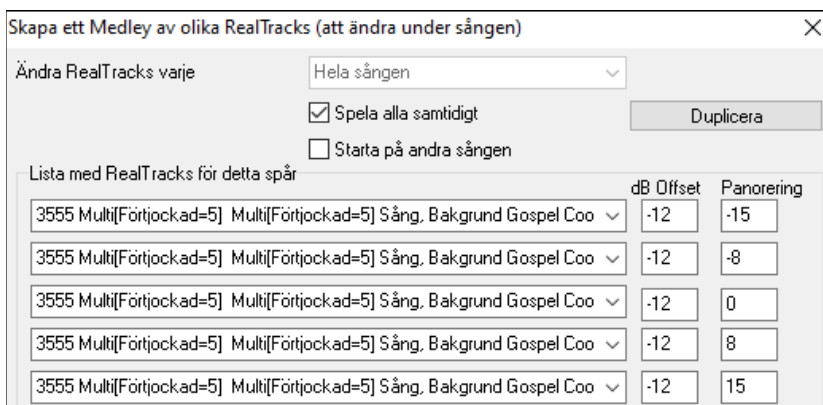 Skapa ett Medley av olika RealTracks (att ändra under sången)
Ändra RealTracks varje Hela sången
Spela alla samtidigt Duplicera
Starta på andra sången
Lista med RealTracks för detta spår dB Offset Panorering
3555 Multi[Förtjockad=5] Multi[Förtjockad=5] Sång, Bakgrund Gospel Coo -12 -15
3555 Multi[Förtjockad=5] Multi[Förtjockad=5] Sång, Bakgrund Gospel Coo -12 -8
3555 Multi[Förtjockad=5] Multi[Förtjockad=5] Sång, Bakgrund Gospel Coo -12 0
3555 Multi[Förtjockad=5] Multi[Förtjockad=5] Sång, Bakgrund Gospel Coo -12 8
3555 Multi[Förtjockad=5] Multi[Förtjockad=5] Sång, Bakgrund Gospel Coo -12 15